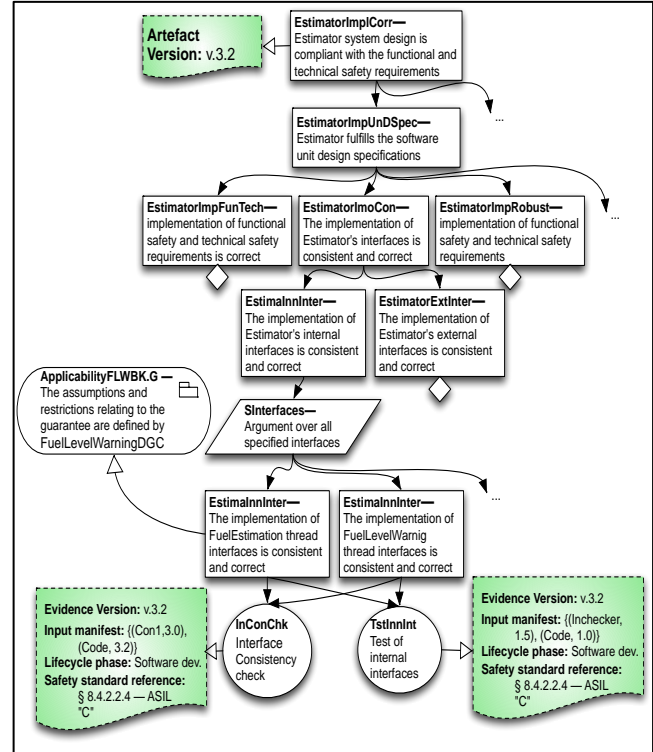 Artefact
Version: v.3.2
EstimatorImplCorr—
Estimator system design is
compliant with the functional and
technical safety requirements
...
EstimatorImpUnDSpec—
Estimator fulfills the software
unit design specifications
...
EstimatorImpFunTech—
implementation of functional
safety and technical safety
requirements is correct
EstimatorImoCon—
The implementation of
Estimator's interfaces is
consistent and correct
EstimatorImpRobust—
implementation of functional
safety and technical safety
requirements
EstimaInnInter—
The implementation of
Estimator's internal
interfaces is consistent
and correct
EstimatorExtInter—
The implementation of
Estimator's external
interfaces is consistent
and correct
ApplicabilityFLWBK.G —
The assumptions and
restrictions relating to the
guarantee are defined by
FuelLevelWarningDGC
SInterfaces—
Argument over all
specified interfaces
...
EstimaInnInter—
The implementation of
FuelEstimation thread
interfaces is consistent
and correct
EstimaInnInter—
The implementation of
FuelLevelWarnig
thread interfaces is
consistent and correct
Evidence Version: v.3.2
Input manifest: {(Con1,3.0),
(Code, 3.2)}
Lifecycle phase: Software dev.
Safety standard reference:
§ 8.4.2.2.4 — ASIL
"C"
InConChk
Interface
Consistency
check
TstInnInt
Test of
internal
interfaces
Evidence Version: v.3.2
Input manifest: {(Inchecker,
1.5), (Code, 1.0)}
Lifecycle phase: Software dev.
Safety standard reference:
§ 8.4.2.2.4 — ASIL
"C"